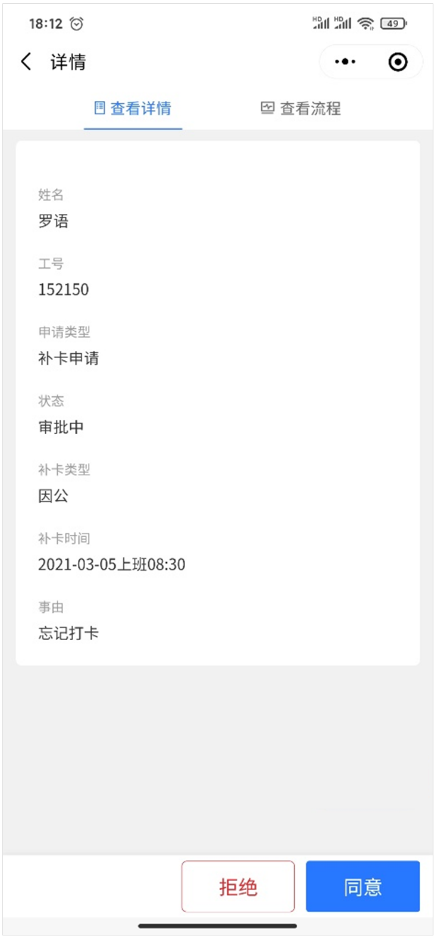 18:12
HD HD 49
详情
查看详情 查看流程
姓名
罗语
工号
152150
申请类型
补卡申请
状态
审批中
补卡类型
因公
补卡时间
2021-03-05上班08:30
事由
忘记打卡
拒绝 同意